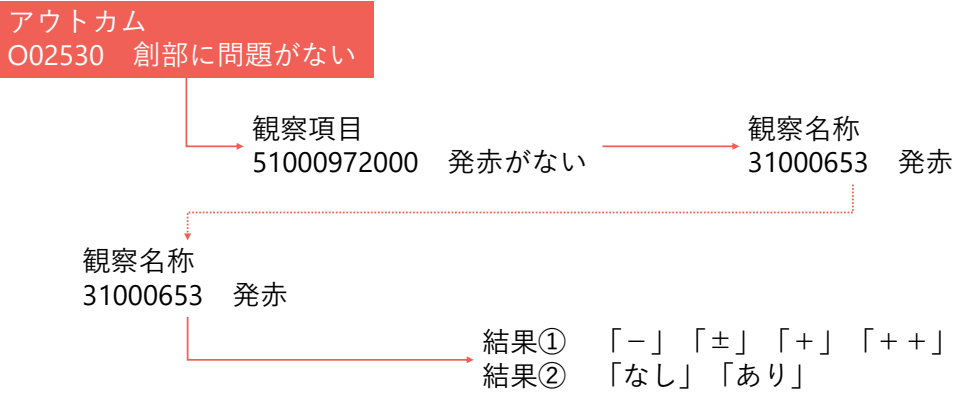 アウトカム
O02530　創部に問題がない
観察項目
51000972000　発赤がない
観察名称
31000653　発赤
観察名称
31000653　発赤
結果①　「－」「±」「+」「++」
結果②　「なし」「あり」